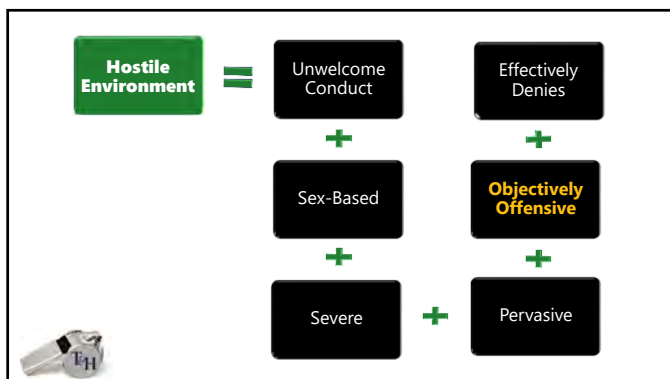 Hostile
Environment
=
Unwelcome
Conduct
+
Sex-Based
+
Severe
+
Pervasive
+
Objectively
Offensive
+
Effectively
Denies
T&H